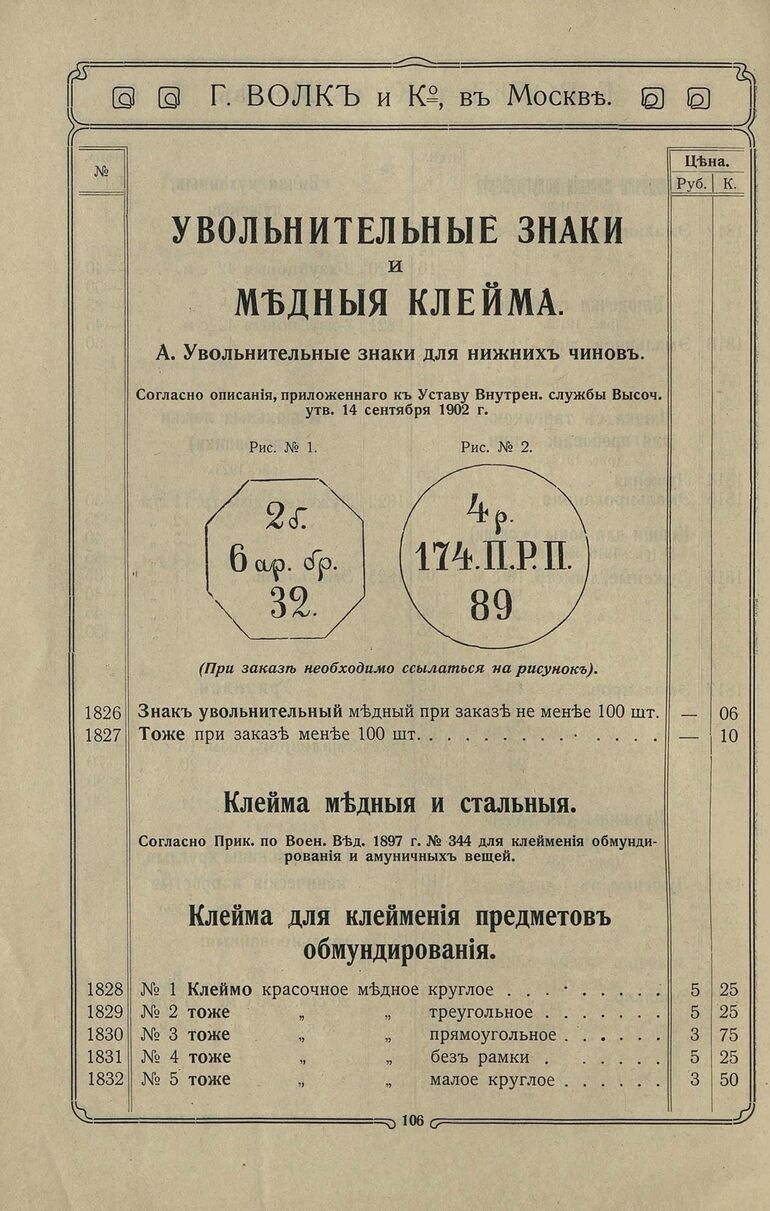 Г. ВОЛКЪ и Кº, въ Москвѣ.
№
Цѣна.
Руб. К.
УВОЛЬНИТЕЛЬНЫЕ ЗНАКИ
и
МѢДНЫЯ КЛЕЙМА.
А. Увольнительные знаки для нижнихъ чиновъ.
Согласно описанія, приложеннаго къ Уставу Внутрен. службы Высоч.
утв. 14 сентября 1902 г.
Рис. № 1. Рис. № 2.
2 б.
6 ар. бр.
32.
4 р.
174.П.Р.П.
89
(При заказѣ необходимо ссылаться на рисунокъ).
1826 Знакъ увольнительный мѣдный при заказѣ не менѣе 100 шт. — 06
1827 Тоже при заказѣ менѣе 100 шт. . . . . . . . . . . . . . — 10
Клейма мѣдныя и стальныя.
Согласно Прик. по Воен. Вѣд. 1897 г. № 344 для клейменія обмунди-
рованія и амуничныхъ вещей.
Клейма для клейменія предметовъ
обмундированія.
1828 № 1 Клеймо красочное мѣдное круглое . . . . . . . . 5 25
1829 № 2 тоже „ „ треугольное . . . . . . . 5 25
1830 № 3 тоже „ „ прямоугольное . . . . . . 3 75
1831 № 4 тоже „ „ безъ рамки . . . . . . . 5 25
1832 № 5 тоже „ „ малое круглое . . . . . . 3 50
106